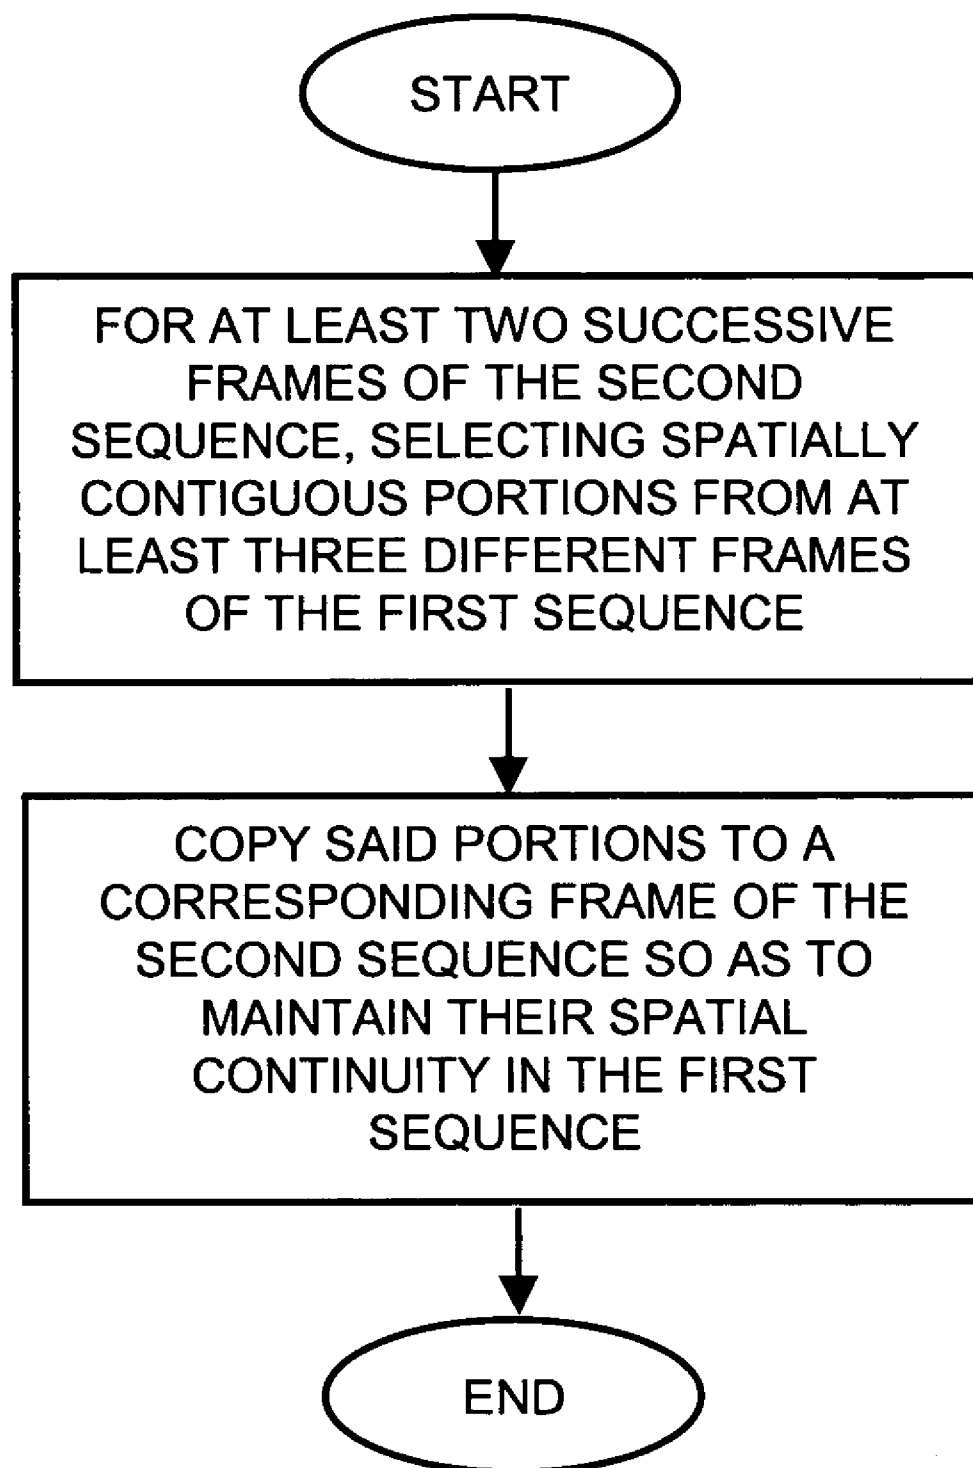 START
FOR AT LEAST TWO SUCCESSIVE
FRAMES OF THE SECOND
SEQUENCE, SELECTING SPATIALLY
CONTIGUOUS PORTIONS FROM AT
LEAST THREE DIFFERENT FRAMES
OF THE FIRST SEQUENCE
COPY SAID PORTIONS TO A
CORRESPONDING FRAME OF THE
SECOND SEQUENCE SO AS TO
MAINTAIN THEIR SPATIAL
CONTINUITY IN THE FIRST
SEQUENCE
END